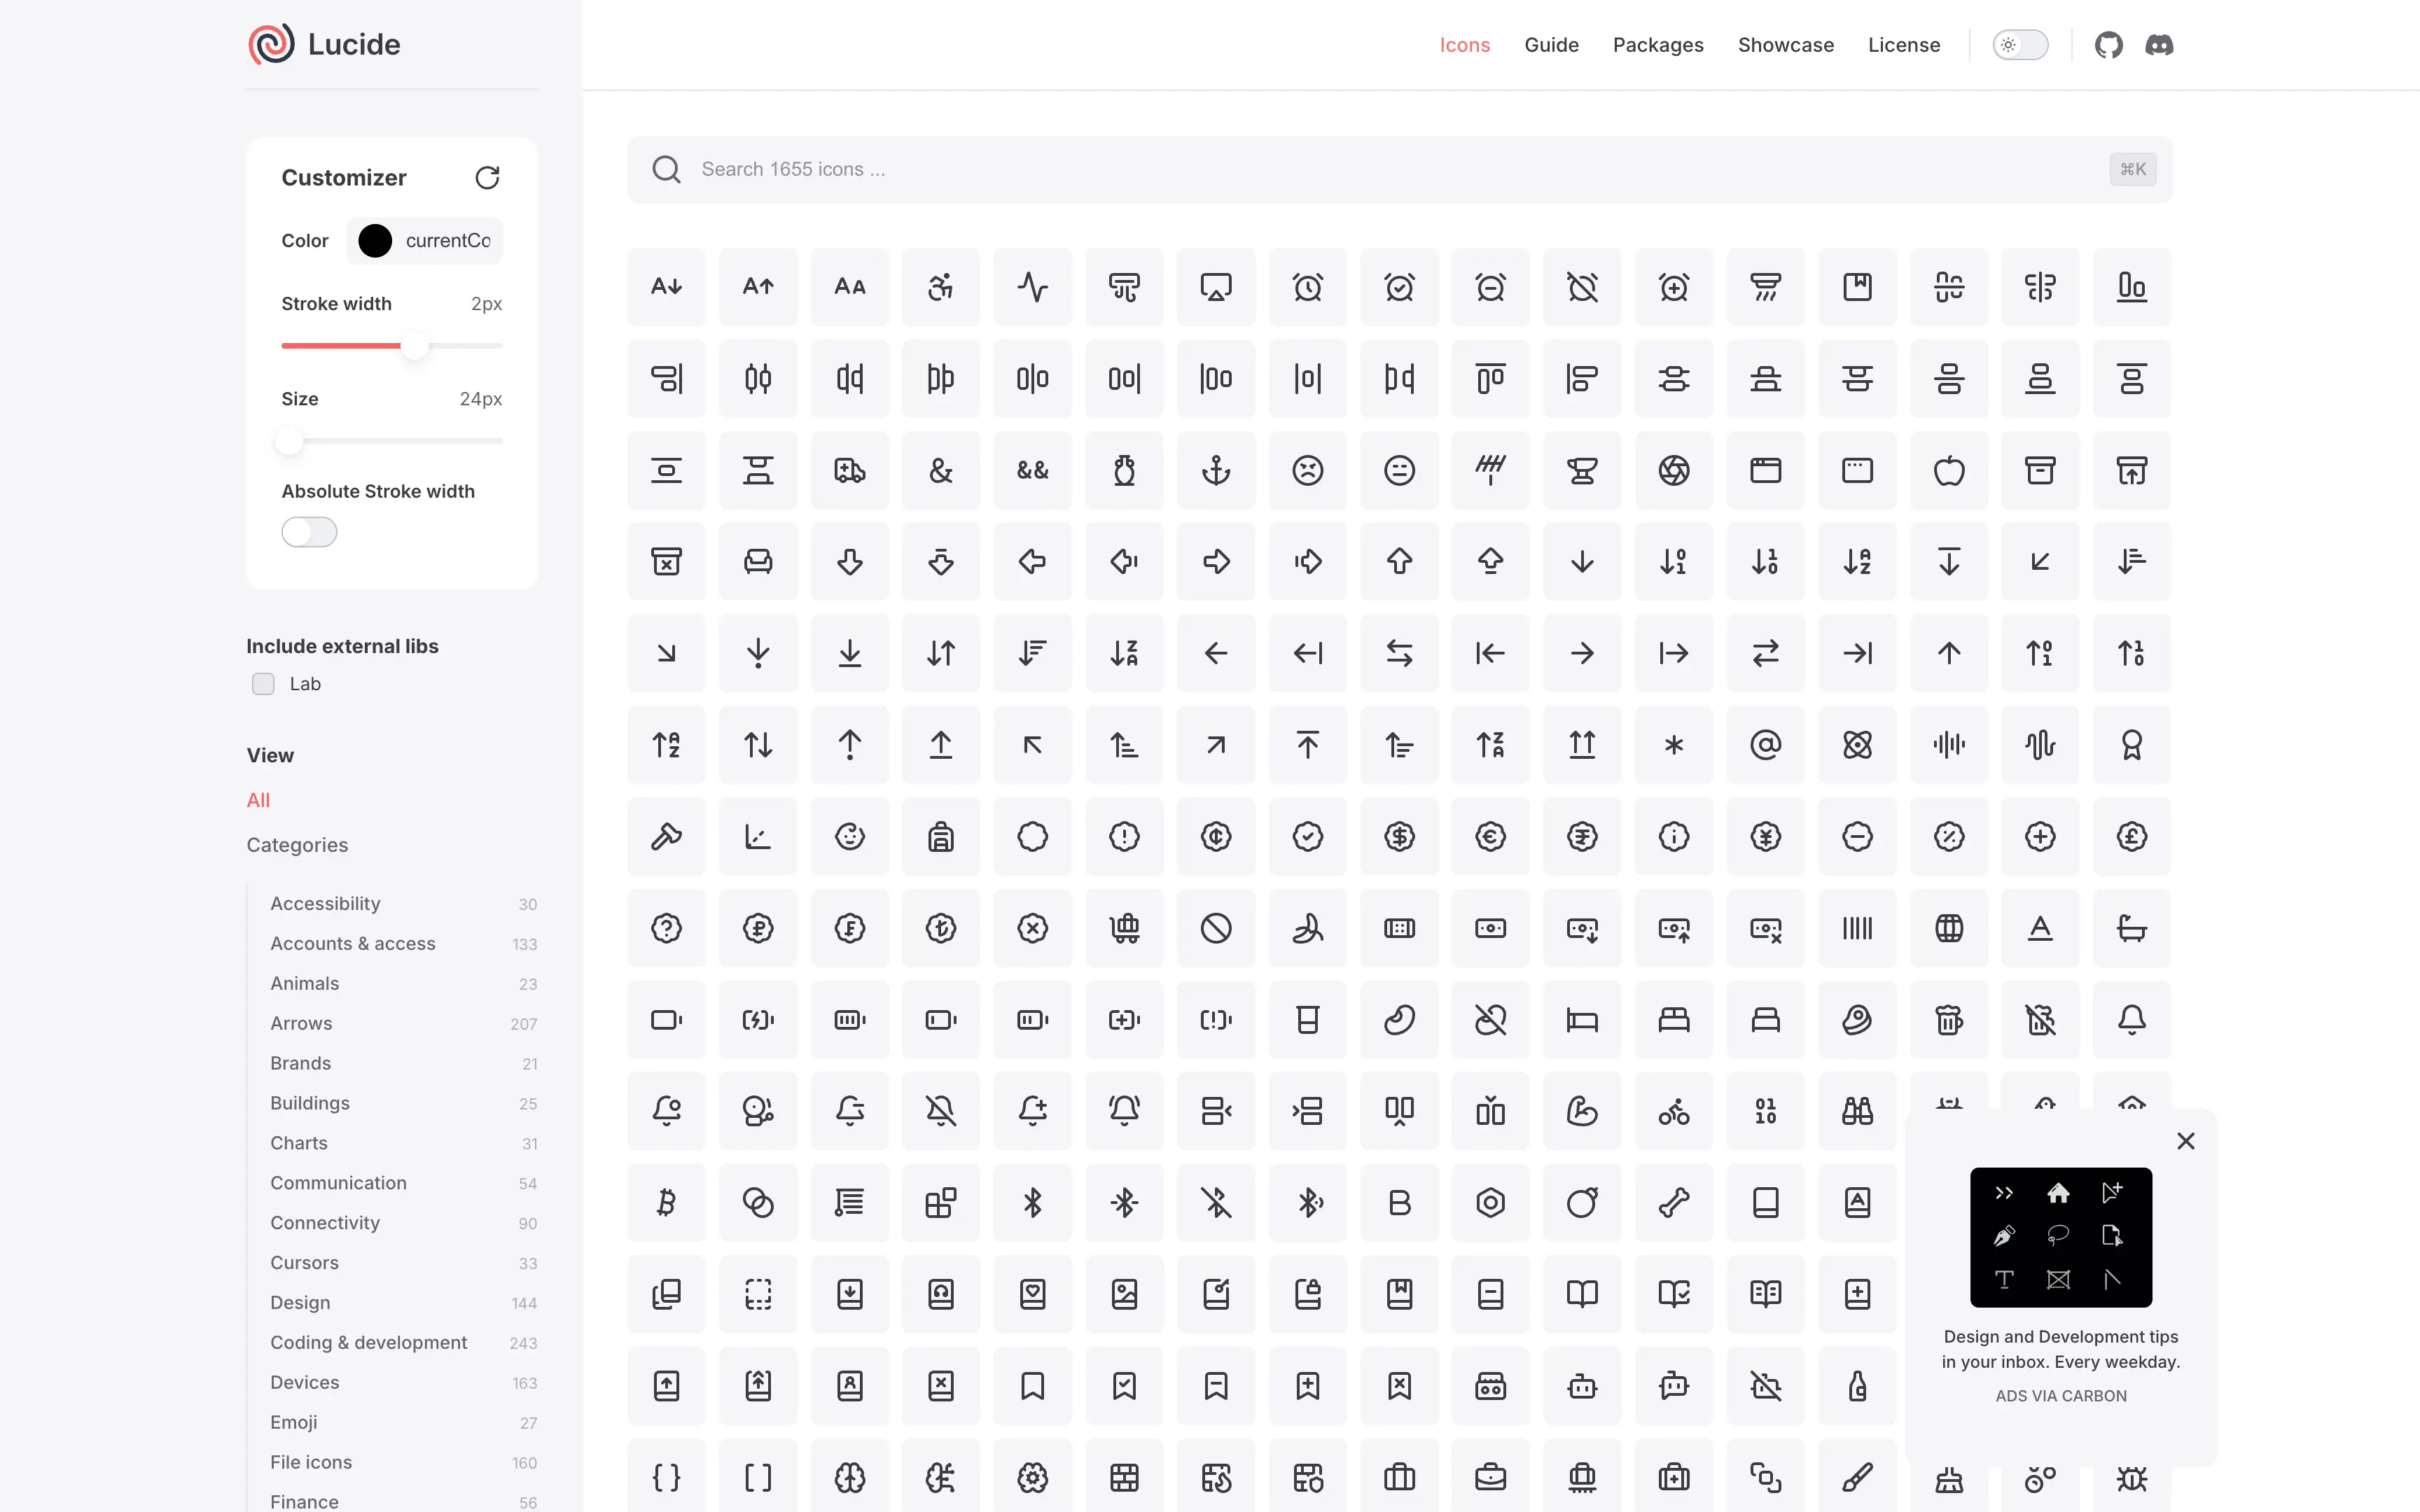 Lucide
Icons Guide Packages Showcase License
Customizer
Color currentCo
Stroke width 2px
Size 24px
Absolute Stroke width
Include external libs
Lab
View
All
Categories
Accessibility 30
Accounts & access 133
Animals 23
Arrows 207
Brands 21
Buildings 25
Charts 31
Communication 54
Connectivity 90
Cursors 33
Design 144
Coding & development 243
Devices 163
Emoji 27
File icons 160
Finance 56
Search 1655 icons ...
⌘K
Design and Development tips
in your inbox. Every weekday.
ADS VIA CARBON